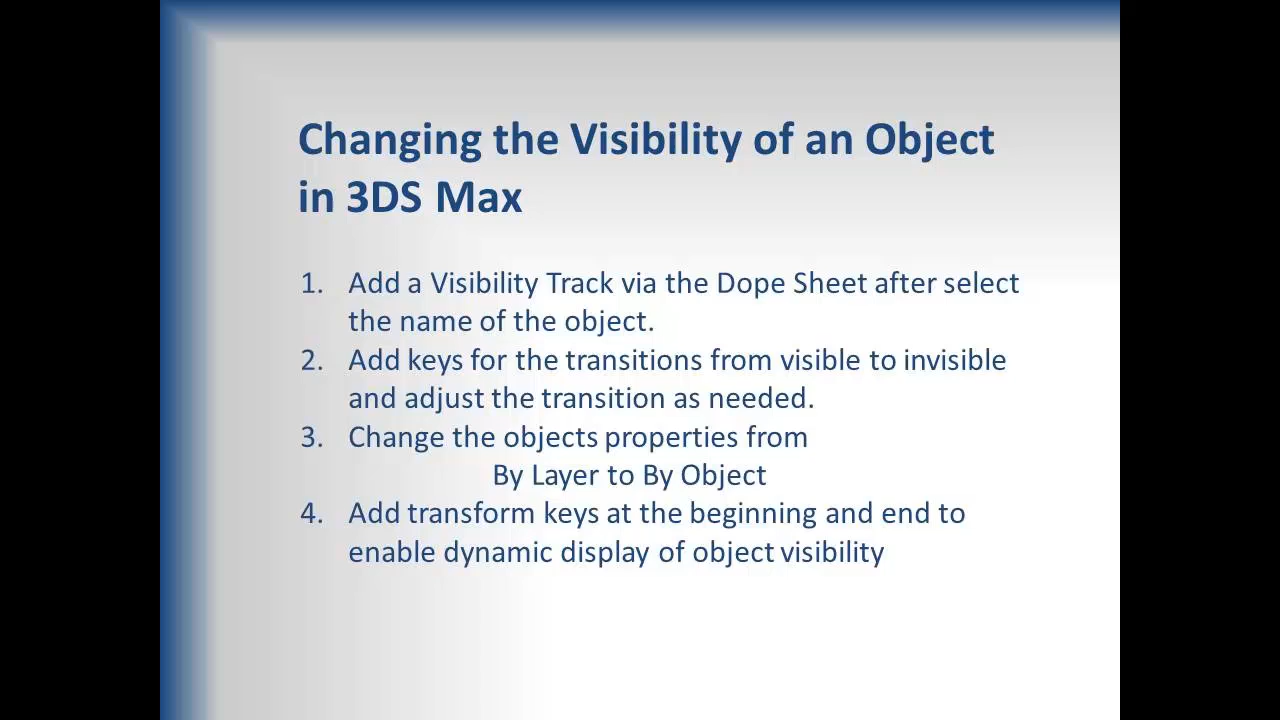 Changing the Visibility of an Object
in 3DS Max
1. Add a Visibility Track via the Dope Sheet after select
the name of the object.
2. Add keys for the transitions from visible to invisible
and adjust the transition as needed.
3. Change the objects properties from
By Layer to By Object
4. Add transform keys at the beginning and end to
enable dynamic display of object visibility